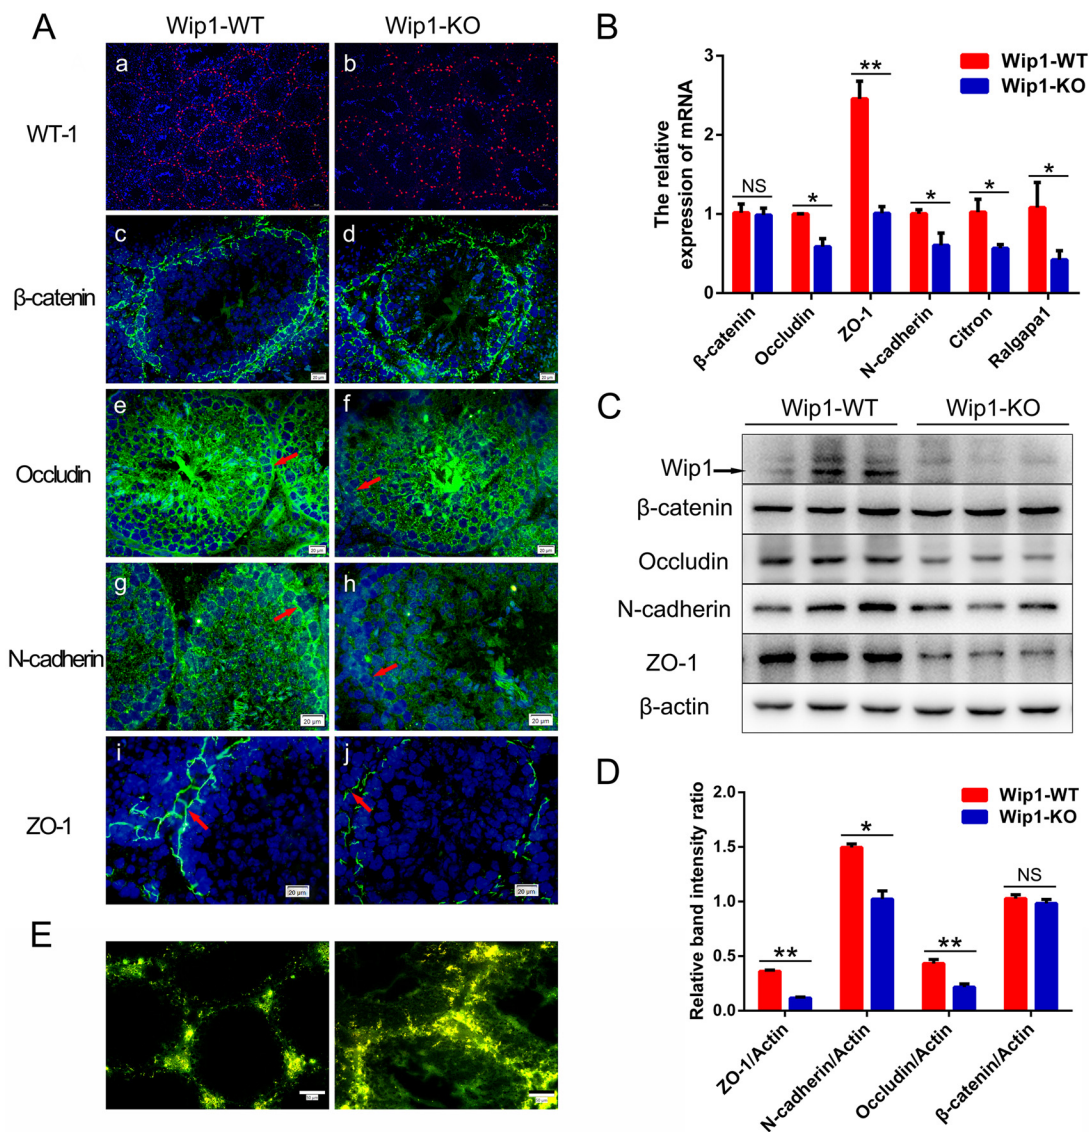 A
Wip1-WT
Wip1-KO
WT-1
a
b
β-catenin
c
d
20 μm
20 μm
Occludin
e
f
20 μm
20 μm
N-cadherin
g
h
20 μm
20 μm
ZO-1
i
j
20 μm
20 μm
B
Wip1-WT
Wip1-KO
The relative
expression of mRNA
3
2
1
0
NS
*
**
*
*
*
β-catenin
Occludin
ZO-1
N-cadherin
Citron
Ralgapa1
C
Wip1-WT
Wip1-KO
Wip1
β-catenin
Occludin
N-cadherin
ZO-1
β-actin
D
Wip1-WT
Wip1-KO
Relative band intensity ratio
2.0
1.5
1.0
0.5
0.0
**
*
**
NS
ZO-1/Actin
N-cadherin/Actin
Occludin/Actin
β-catenin/Actin
E